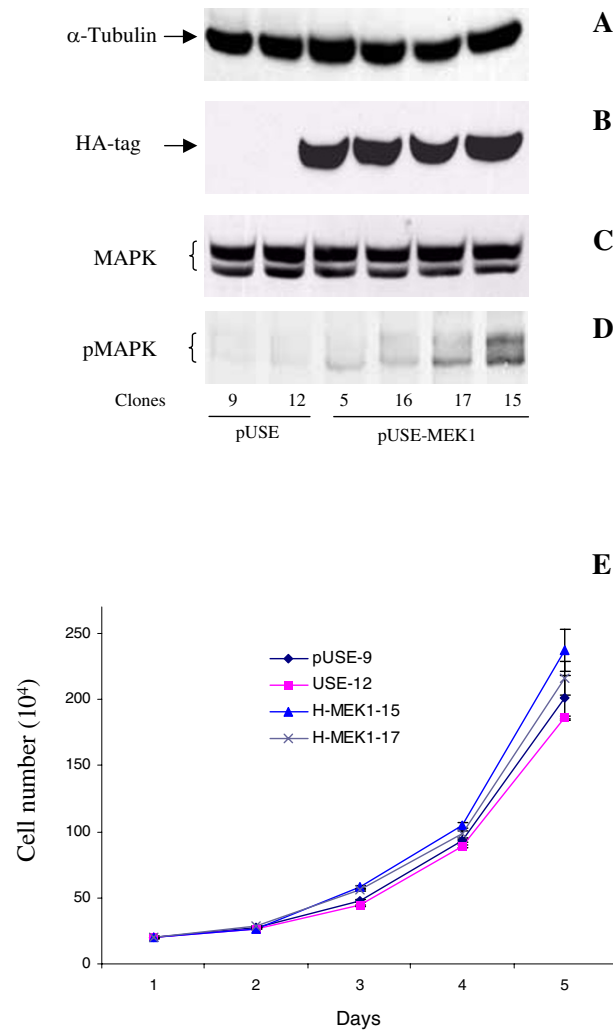 α-Tubulin
A
HA-tag
B
MAPK
C
pMAPK
D
Clones 9 12 5 16 17 15
pUSE pUSE-MEK1
E
Cell number (10⁴)
250
200
150
100
50
0
pUSE-9
USE-12
H-MEK1-15
H-MEK1-17
1 2 3 4 5
Days